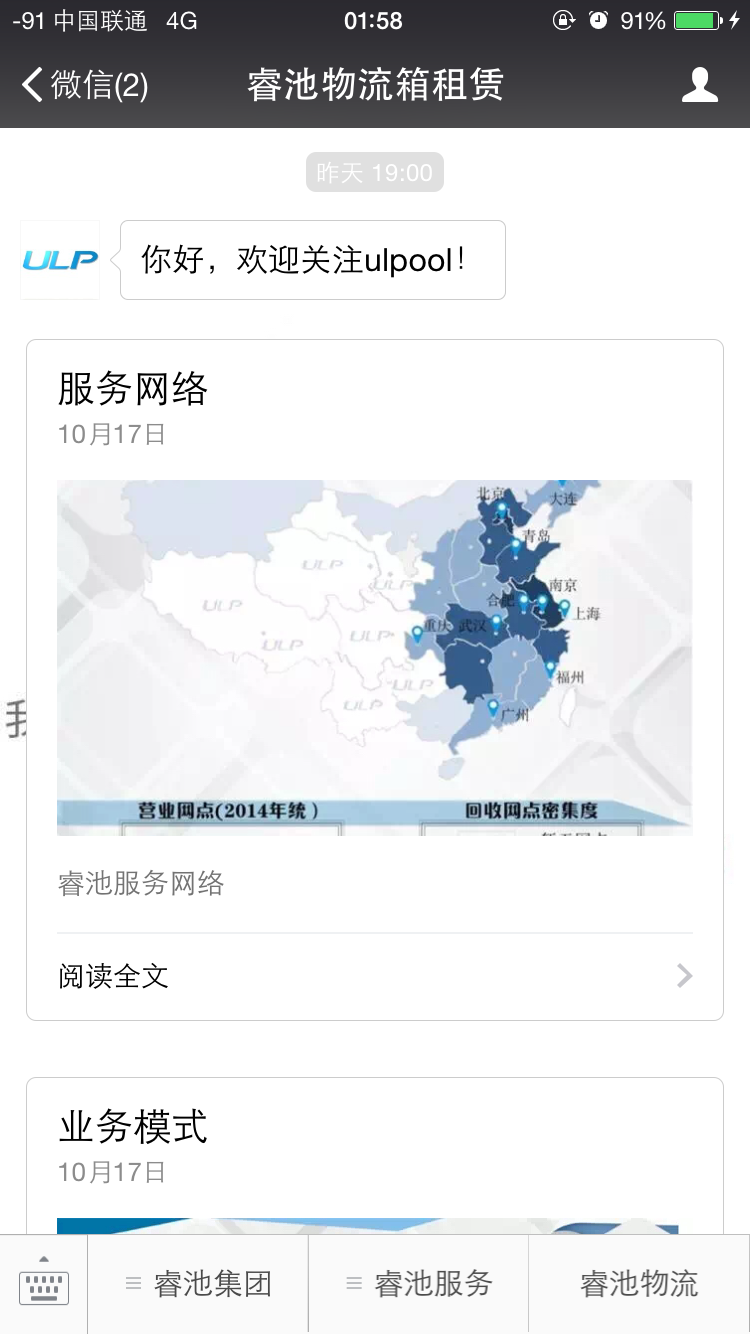 -91 中国联通 4G 01:58 91%
微信(2) 睿池物流箱租赁
昨天 19:00
ULP 你好，欢迎关注ulpool！
服务网络
10月17日
北京
大连
青岛
南京
合肥
上海
ULP
ULP
ULP
重庆 武汉
ULP
ULP
福州
ULP
ULP
广州
营业网点(2014年统） 回收网点密集度
睿池服务网络
阅读全文
业务模式
10月17日
睿池集团 睿池服务 睿池物流